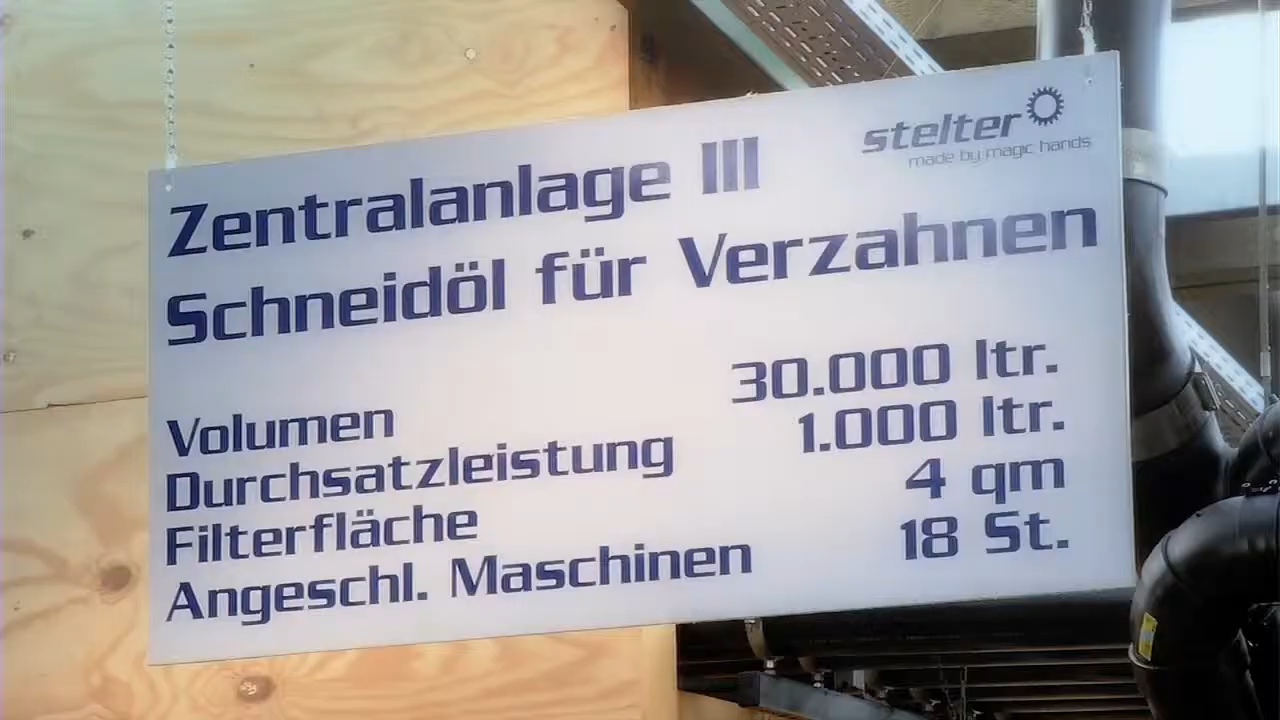 stelter
made by magic hands
Zentralanlage III
Schneidöl für Verzahnen
Volumen 30.000 ltr.
Durchsatzleistung 1.000 ltr.
Filterfläche 4 qm
Angeschl. Maschinen 18 St.